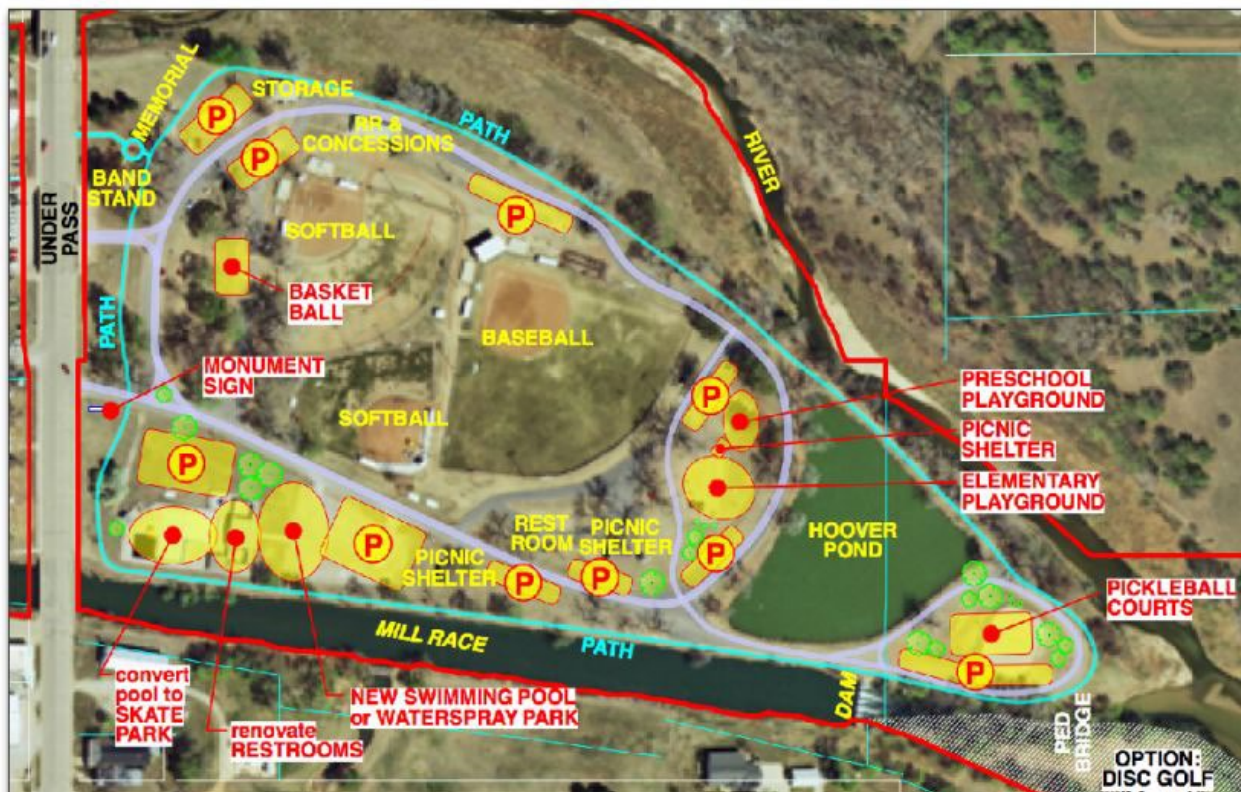 MEMORIAL
STORAGE
P
RR &
CONCESSIONS
P
PATH
RIVER
BAND
STAND
UNDER
PASS
P
SOFTBALL
BASKET
BALL
PATH
BASEBALL
MONUMENT
SIGN
SOFTBALL
P
PRESCHOOL
PLAYGROUND
PICNIC
SHELTER
ELEMENTARY
PLAYGROUND
P
P
REST
ROOM
PICNIC
SHELTER
HOOVER
POND
P
PICNIC
SHELTER
P
P
PICKLEBALL
COURTS
MILL RACE
PATH
P
convert
pool to
SKATE
PARK
renovate
RESTROOMS
NEW SWIMMING POOL
or WATERSPRAY PARK
DAM
PED
BRIDGE
OPTION:
DISC GOLF